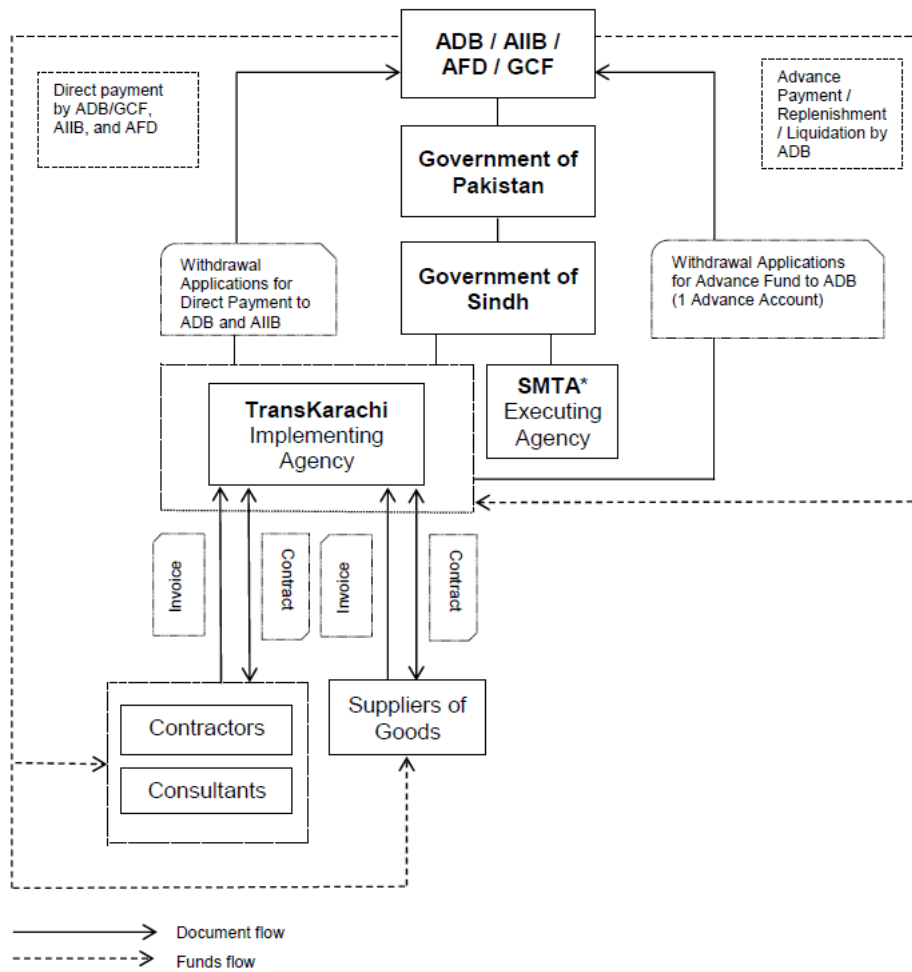 ADB / AIIB /
AFD / GCF
Direct payment
by ADB/GCF,
AIIB, and AFD
Advance
Payment /
Replenishment
/ Liquidation by
ADB
Government of
Pakistan
Withdrawal
Applications for
Direct Payment to
ADB and AIIB
Government of
Sindh
Withdrawal Applications
for Advance Fund to ADB
(1 Advance Account)
TransKarachi
Implementing
Agency
SMTA*
Executing
Agency
Invoice
Contract
Invoice
Contract
Contractors
Consultants
Suppliers of
Goods
Document flow
Funds flow